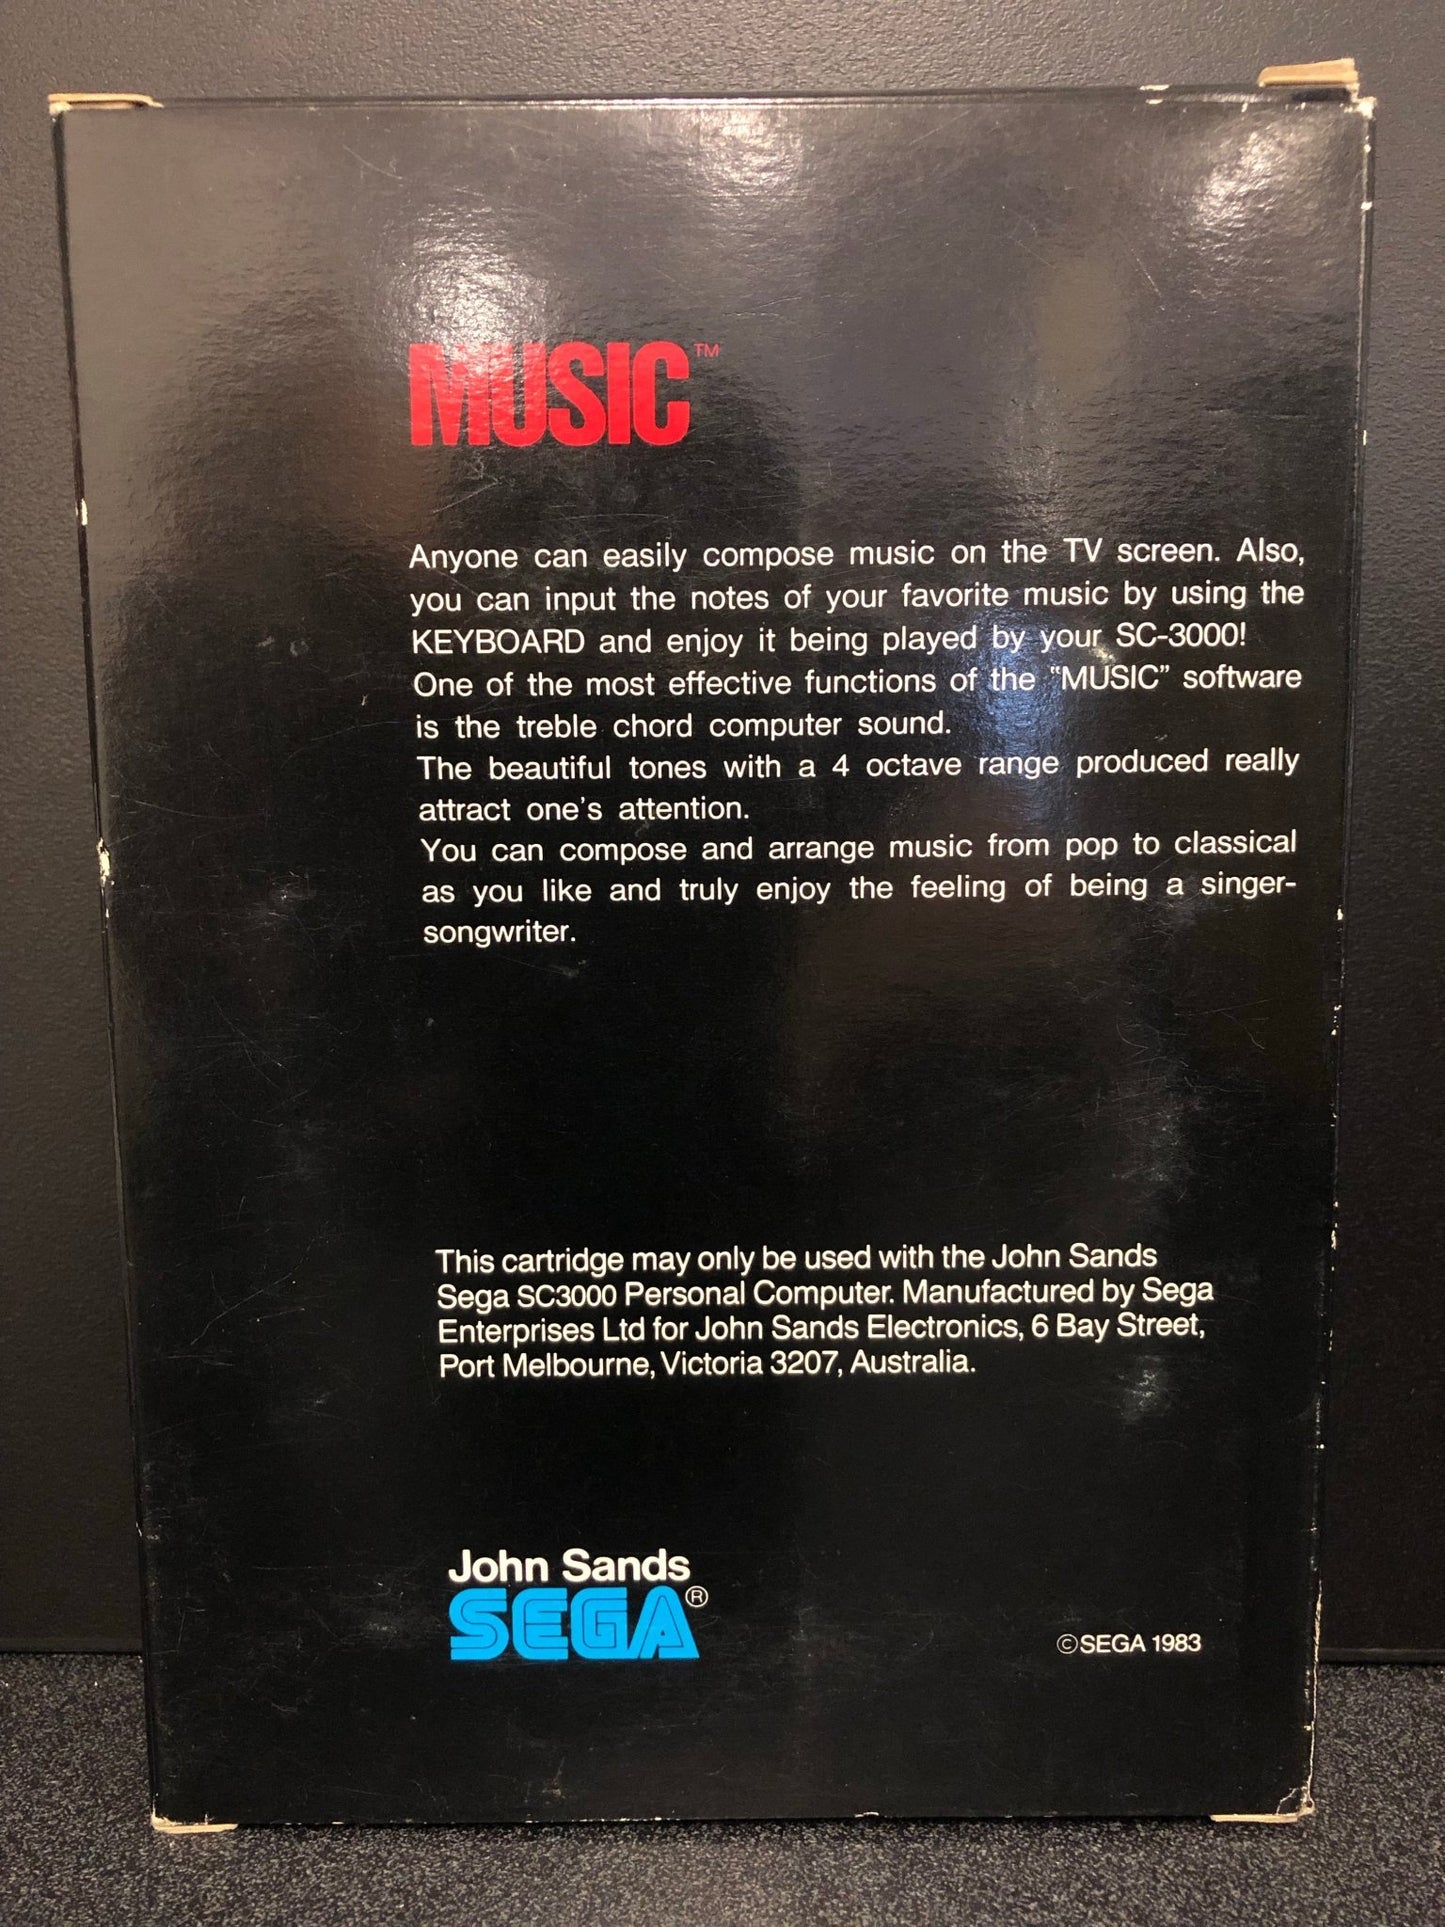 MUSIC™
Anyone can easily compose music on the TV screen. Also,
you can input the notes of your favorite music by using the
KEYBOARD and enjoy it being played by your SC-3000!
One of the most effective functions of the "MUSIC" software
is the treble chord computer sound.
The beautiful tones with a 4 octave range produced really
attract one's attention.
You can compose and arrange music from pop to classical
as you like and truly enjoy the feeling of being a singer-
songwriter.
This cartridge may only be used with the John Sands
Sega SC3000 Personal Computer. Manufactured by Sega
Enterprises Ltd for John Sands Electronics, 6 Bay Street,
Port Melbourne, Victoria 3207, Australia.
John Sands
SEGA®
©SEGA 1983